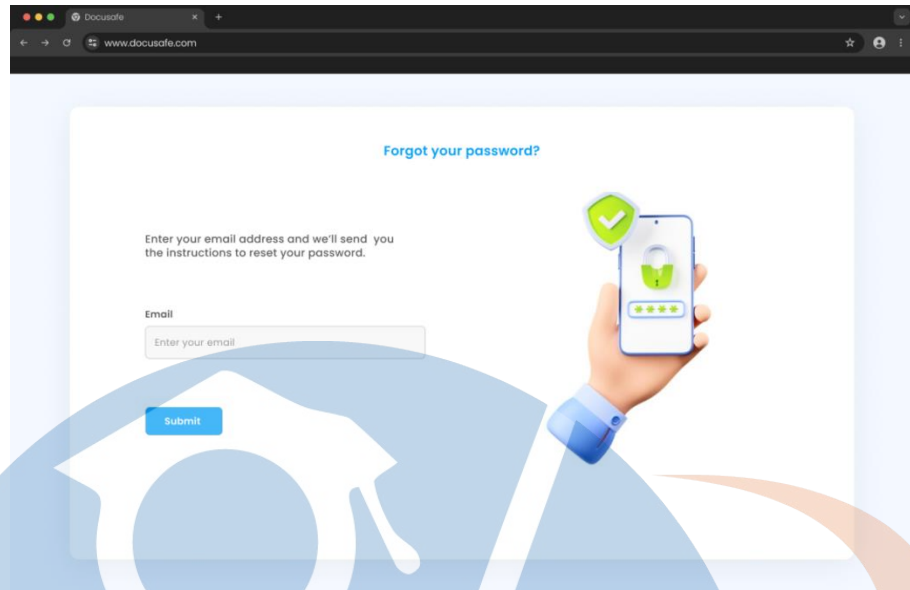 Docusafe
www.docusafe.com
Forgot your password?
Enter your email address and we'll send you
the instructions to reset your password.
Email
Enter your email
Submit